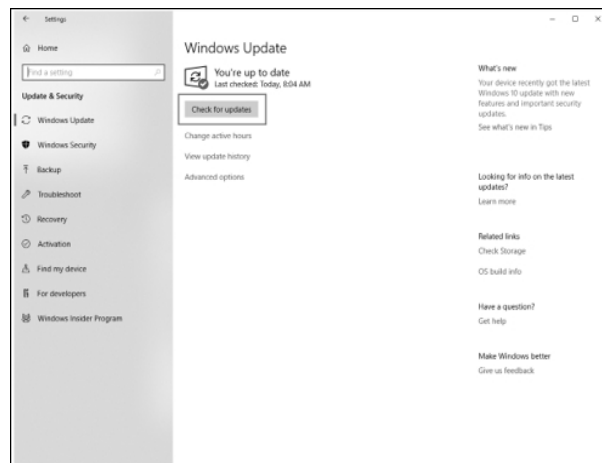 Settings
Home
Find a setting
Update & Security
Windows Update
Windows Security
Backup
Troubleshoot
Recovery
Activation
Find my device
For developers
Windows Insider Program
Windows Update
You're up to date
Last checked: Today, 8:04 AM
Check for updates
Change active hours
View update history
Advanced options
What's new
Your device recently got the latest
Windows 10 update with new
features and important security
updates.
See what's new in Tips
Looking for info on the latest
updates?
Learn more
Related links
Check Storage
OS build info
Have a question?
Get help
Make Windows better
Give us feedback